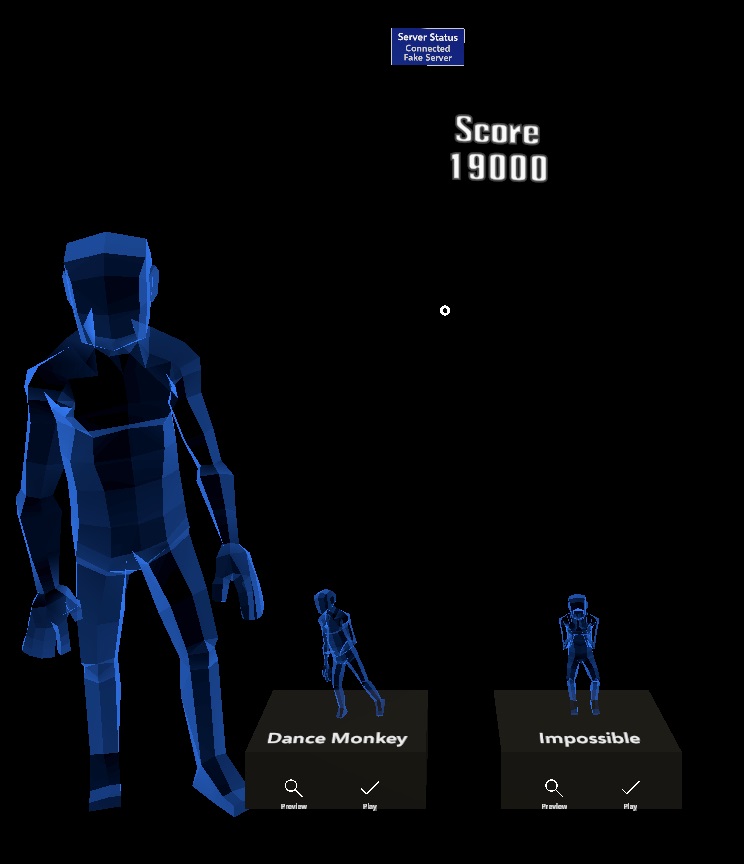 Server Status
Connected
Fake Server
Score
19000
Dance Monkey
Preview
Play
Impossible
Preview
Play